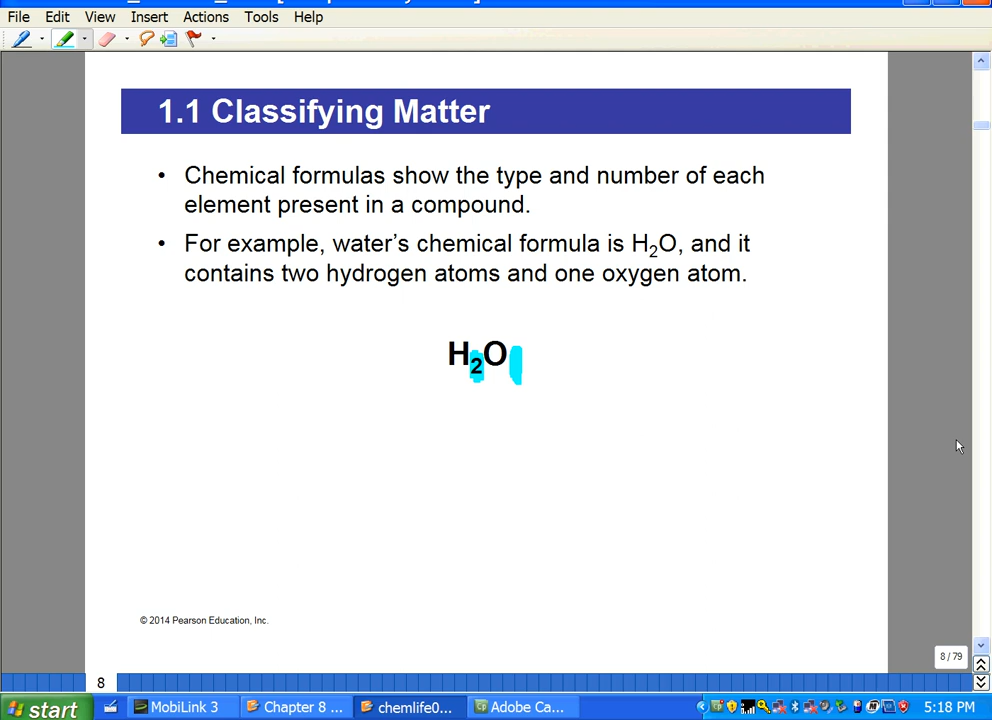 File Edit View Insert Actions Tools Help
1.1 Classifying Matter
• Chemical formulas show the type and number of each
element present in a compound.
• For example, water's chemical formula is H₂O, and it
contains two hydrogen atoms and one oxygen atom.
H₂O
© 2014 Pearson Education, Inc.
8 / 79
8
start MobiLink 3 Chapter 8 ... chemlife0... Adobe Ca... 5:18 PM